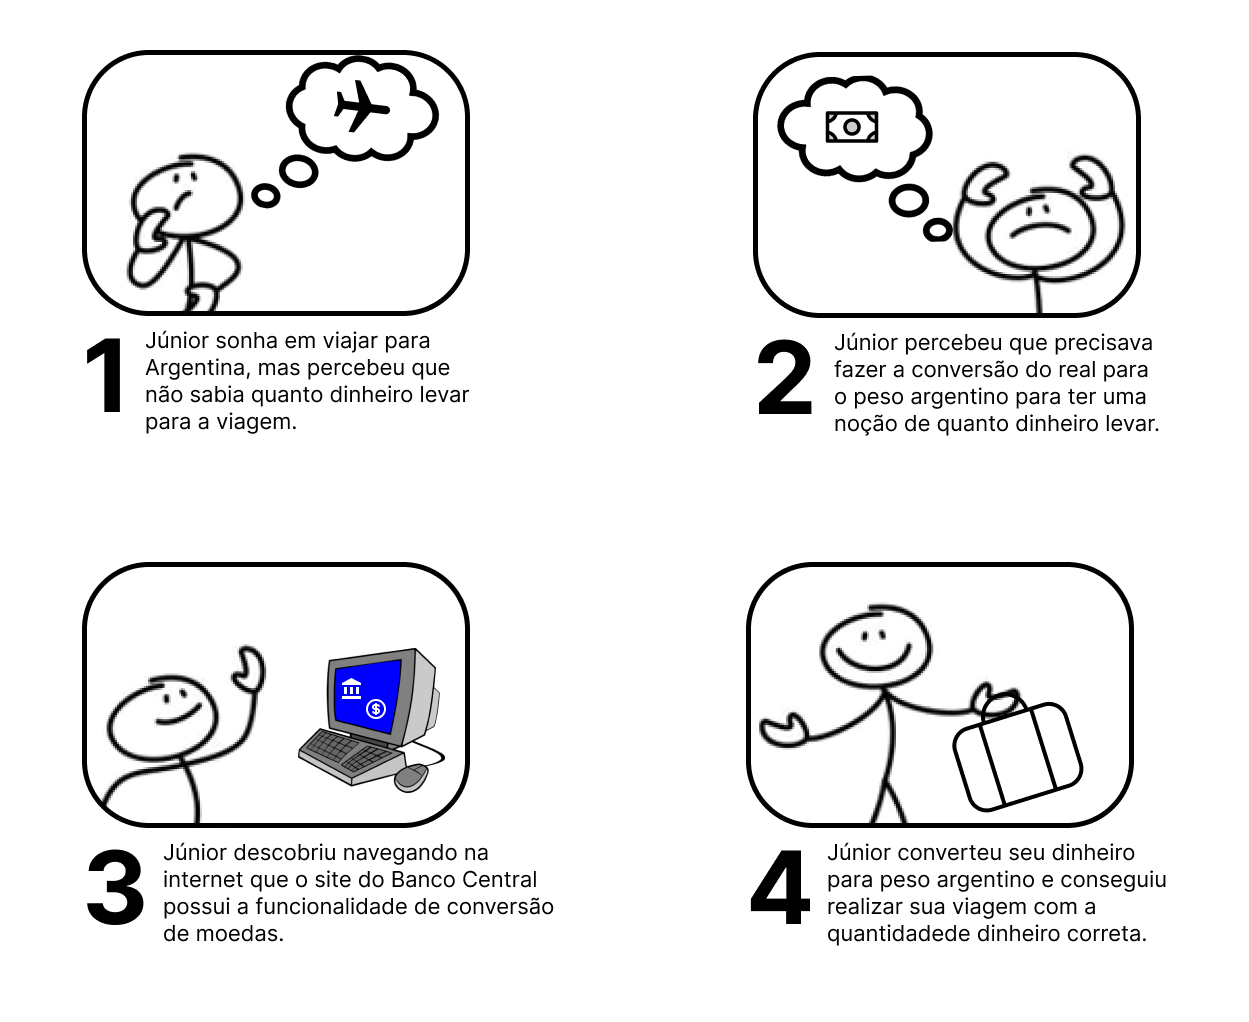 1
Júnior sonha em viajar para
Argentina, mas percebeu que
não sabia quanto dinheiro levar
para a viagem.
2
Júnior percebeu que precisava
fazer a conversão do real para
o peso argentino para ter uma
noção de quanto dinheiro levar.
$
3
Júnior descobriu navegando na
internet que o site do Banco Central
possui a funcionalidade de conversão
de moedas.
4
Júnior converteu seu dinheiro
para peso argentino e conseguiu
realizar sua viagem com a
quantidadede dinheiro correta.